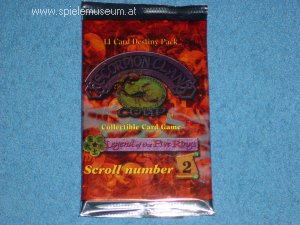 www.spielemuseum.at
11 Card Destiny Pack
SCORPION CLAN
COUP
Collectible Card Game
Legend of the Five Rings
Scroll number 2